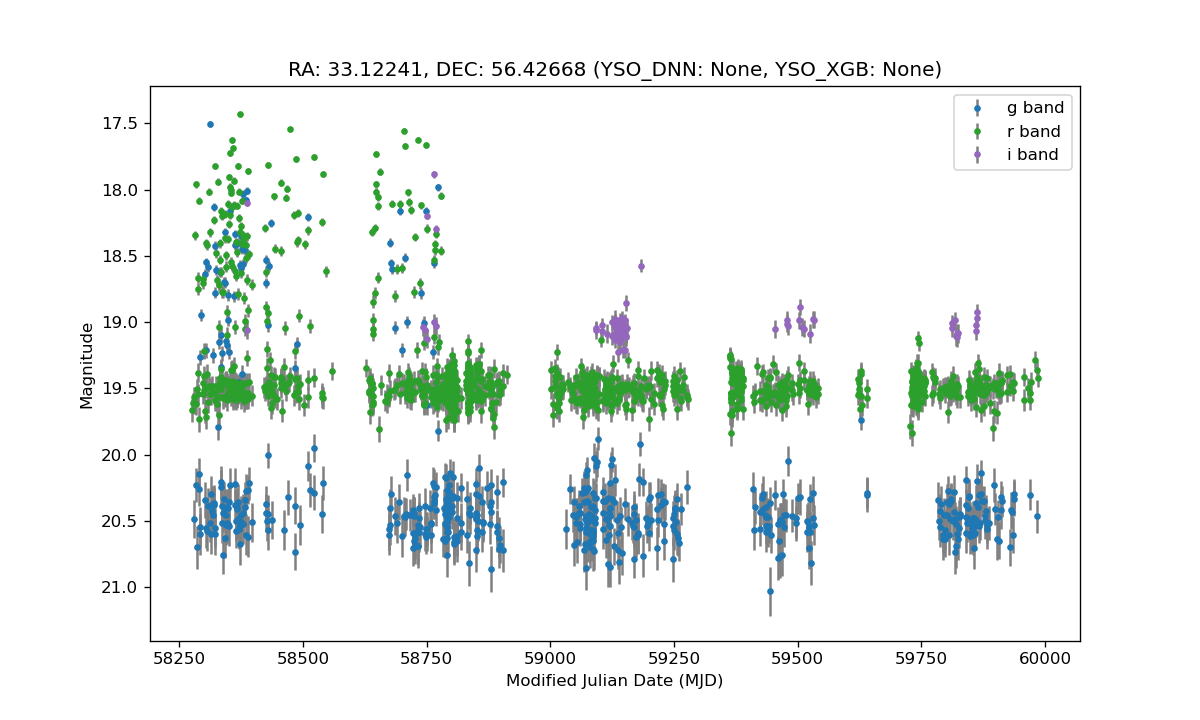 RA: 33.12241, DEC: 56.42668 (YSO_DNN: None, YSO_XGB: None)
g band
r band
i band
17.5
18.0
18.5
19.0
19.5
20.0
20.5
21.0
Magnitude
58250 58500 58750 59000 59250 59500 59750 60000
Modified Julian Date (MJD)